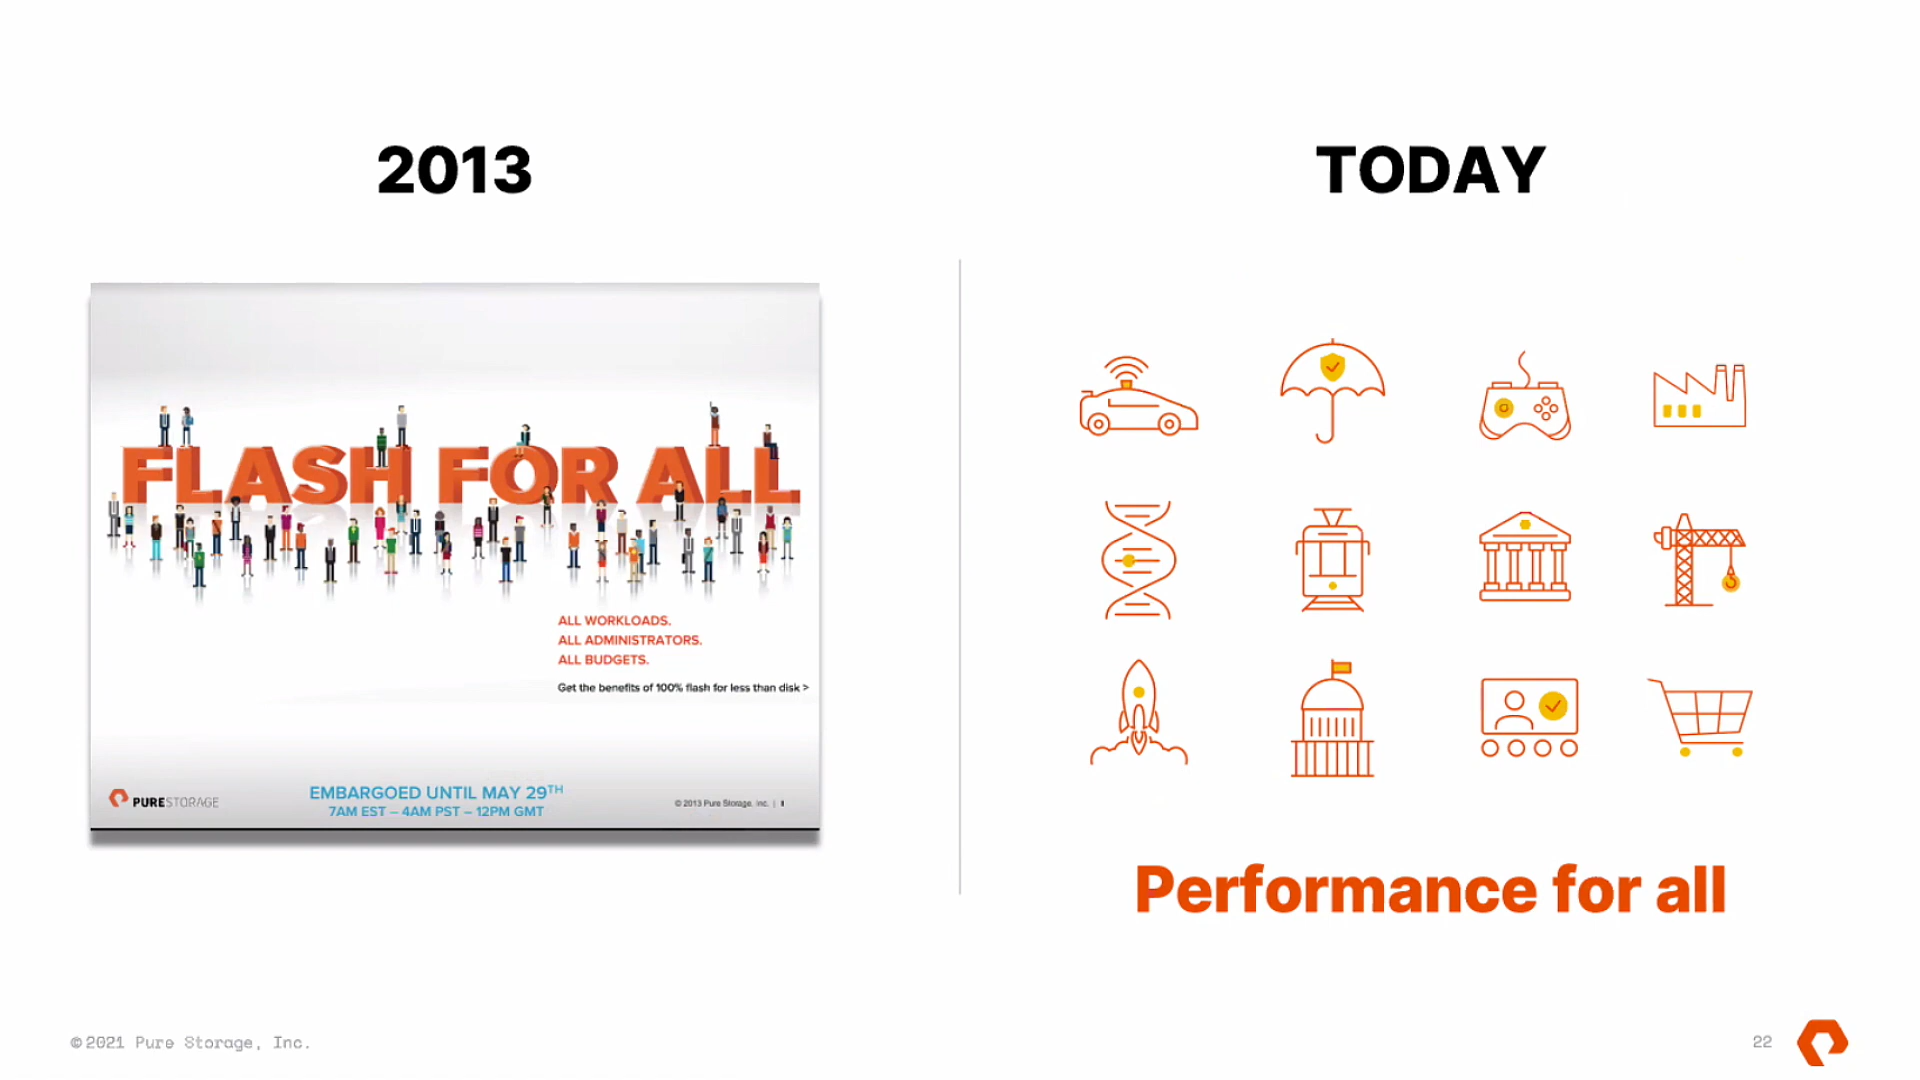 2013
TODAY
FLASH FOR ALL
ALL WORKLOADS.
ALL ADMINISTRATORS.
ALL BUDGETS.
Get the benefits of 100% flash for less than disk >
PURESTORAGE
EMBARGOED UNTIL MAY 29TH
7AM EST – 4AM PST – 12PM GMT
© 2013 Pure Storage, Inc. |
Performance for all
© 2021 Pure Storage, Inc.
22